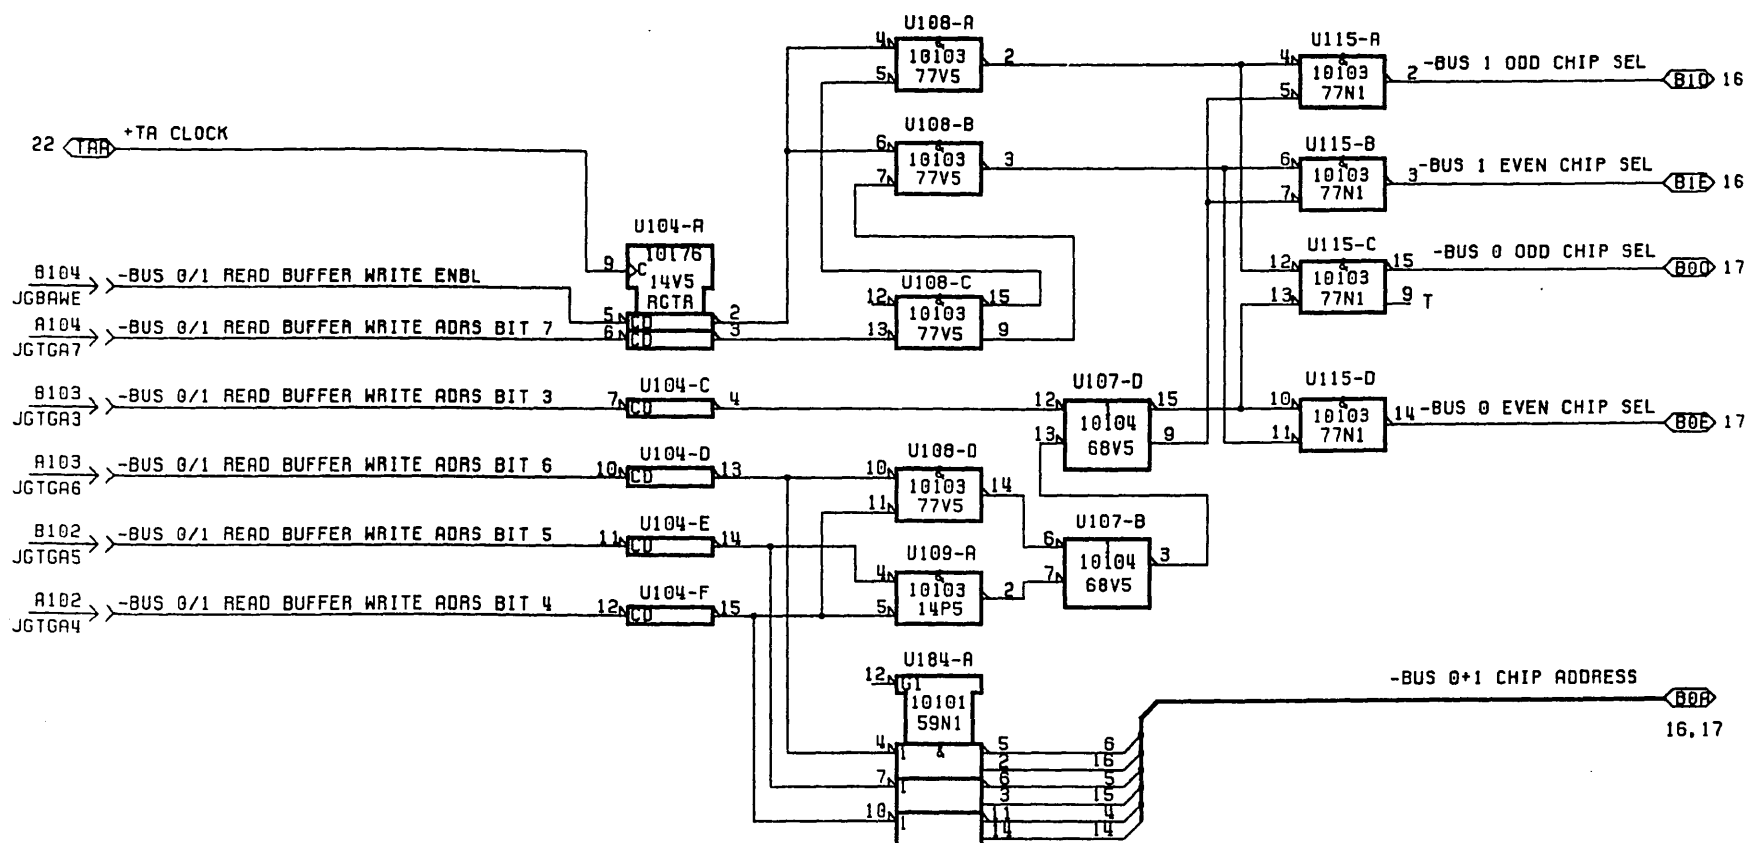 U108-A
4 & 2
10103
5 77V5
U115-A
4 & 2 -BUS 1 ODD CHIP SEL B1O 16
10103
5 77N1
22 TAA +TA CLOCK
U108-B
6 & 3
10103
7 77V5
U115-B
6 & 3 -BUS 1 EVEN CHIP SEL B1E 16
10103
7 77N1
U104-A
10176
9 C
14V5
RGTR
B104 -BUS 0/1 READ BUFFER WRITE ENBL
JGBAWE
5 CD 2
A104 -BUS 0/1 READ BUFFER WRITE ADRS BIT 7
JGTGA7
6 CD 3
U108-C
12 & 15
10103
13 77V5 9
U115-C
12 & 15 -BUS 0 ODD CHIP SEL B0O 17
10103
13 77N1 9 T
B103 -BUS 0/1 READ BUFFER WRITE ADRS BIT 3
JGTGA3
U104-C
7 CD 4
U107-D
12 1 15
10104
13 68V5 9
U115-D
10 & 14 -BUS 0 EVEN CHIP SEL B0E 17
10103
11 77N1
A103 -BUS 0/1 READ BUFFER WRITE ADRS BIT 6
JGTGA6
U104-D
10 CD 13
U108-D
10 & 14
10103
11 77V5
B102 -BUS 0/1 READ BUFFER WRITE ADRS BIT 5
JGTGA5
U104-E
11 CD 14
U107-B
6 1 3
10104
7 68V5
U109-A
4 & 2
10103
5 14P5
A102 -BUS 0/1 READ BUFFER WRITE ADRS BIT 4
JGTGA4
U104-F
12 CD 15
U184-A
12 G1
10101
59N1
-BUS 0+1 CHIP ADDRESS B0A
16,17
4 1 & 5 6
2 16
7 1 6 5
3 15
10 1 11 4
14 14